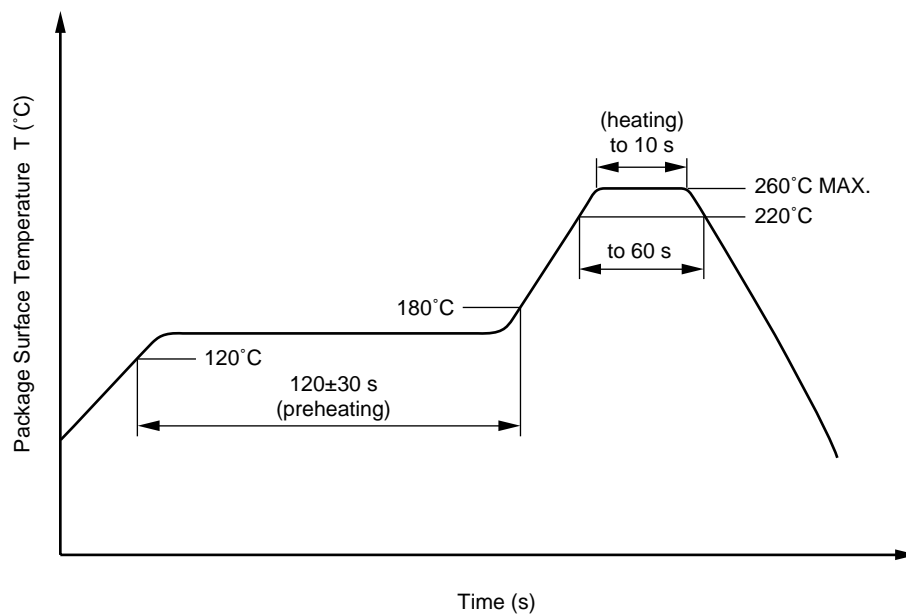 Package Surface Temperature T (˚C)
(heating)
to 10 s
260˚C MAX.
220˚C
to 60 s
180˚C
120˚C
120±30 s
(preheating)
Time (s)